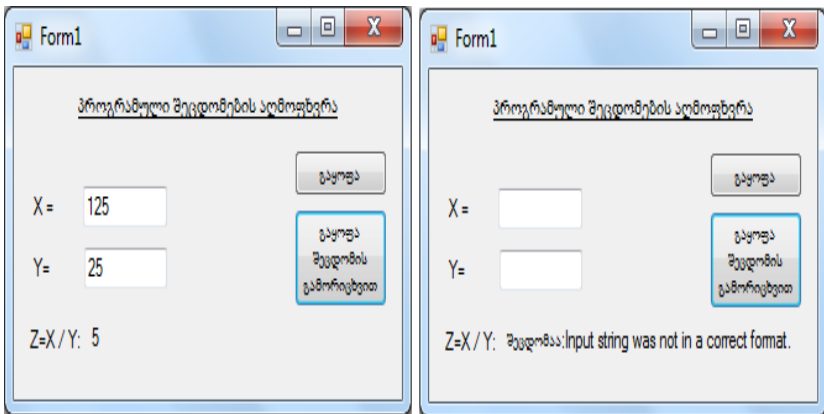 Form1
პროგრამული შეცდომების აღმოფხვრა
გაყოფა
X = 125
გაყოფა
შეცდომის
გამორიცხვით
Y= 25
Z=X / Y: 5
Form1
პროგრამული შეცდომების აღმოფხვრა
გაყოფა
X =
გაყოფა
შეცდომის
გამორიცხვით
Y=
Z=X / Y: შეცდომაა:Input string was not in a correct format.